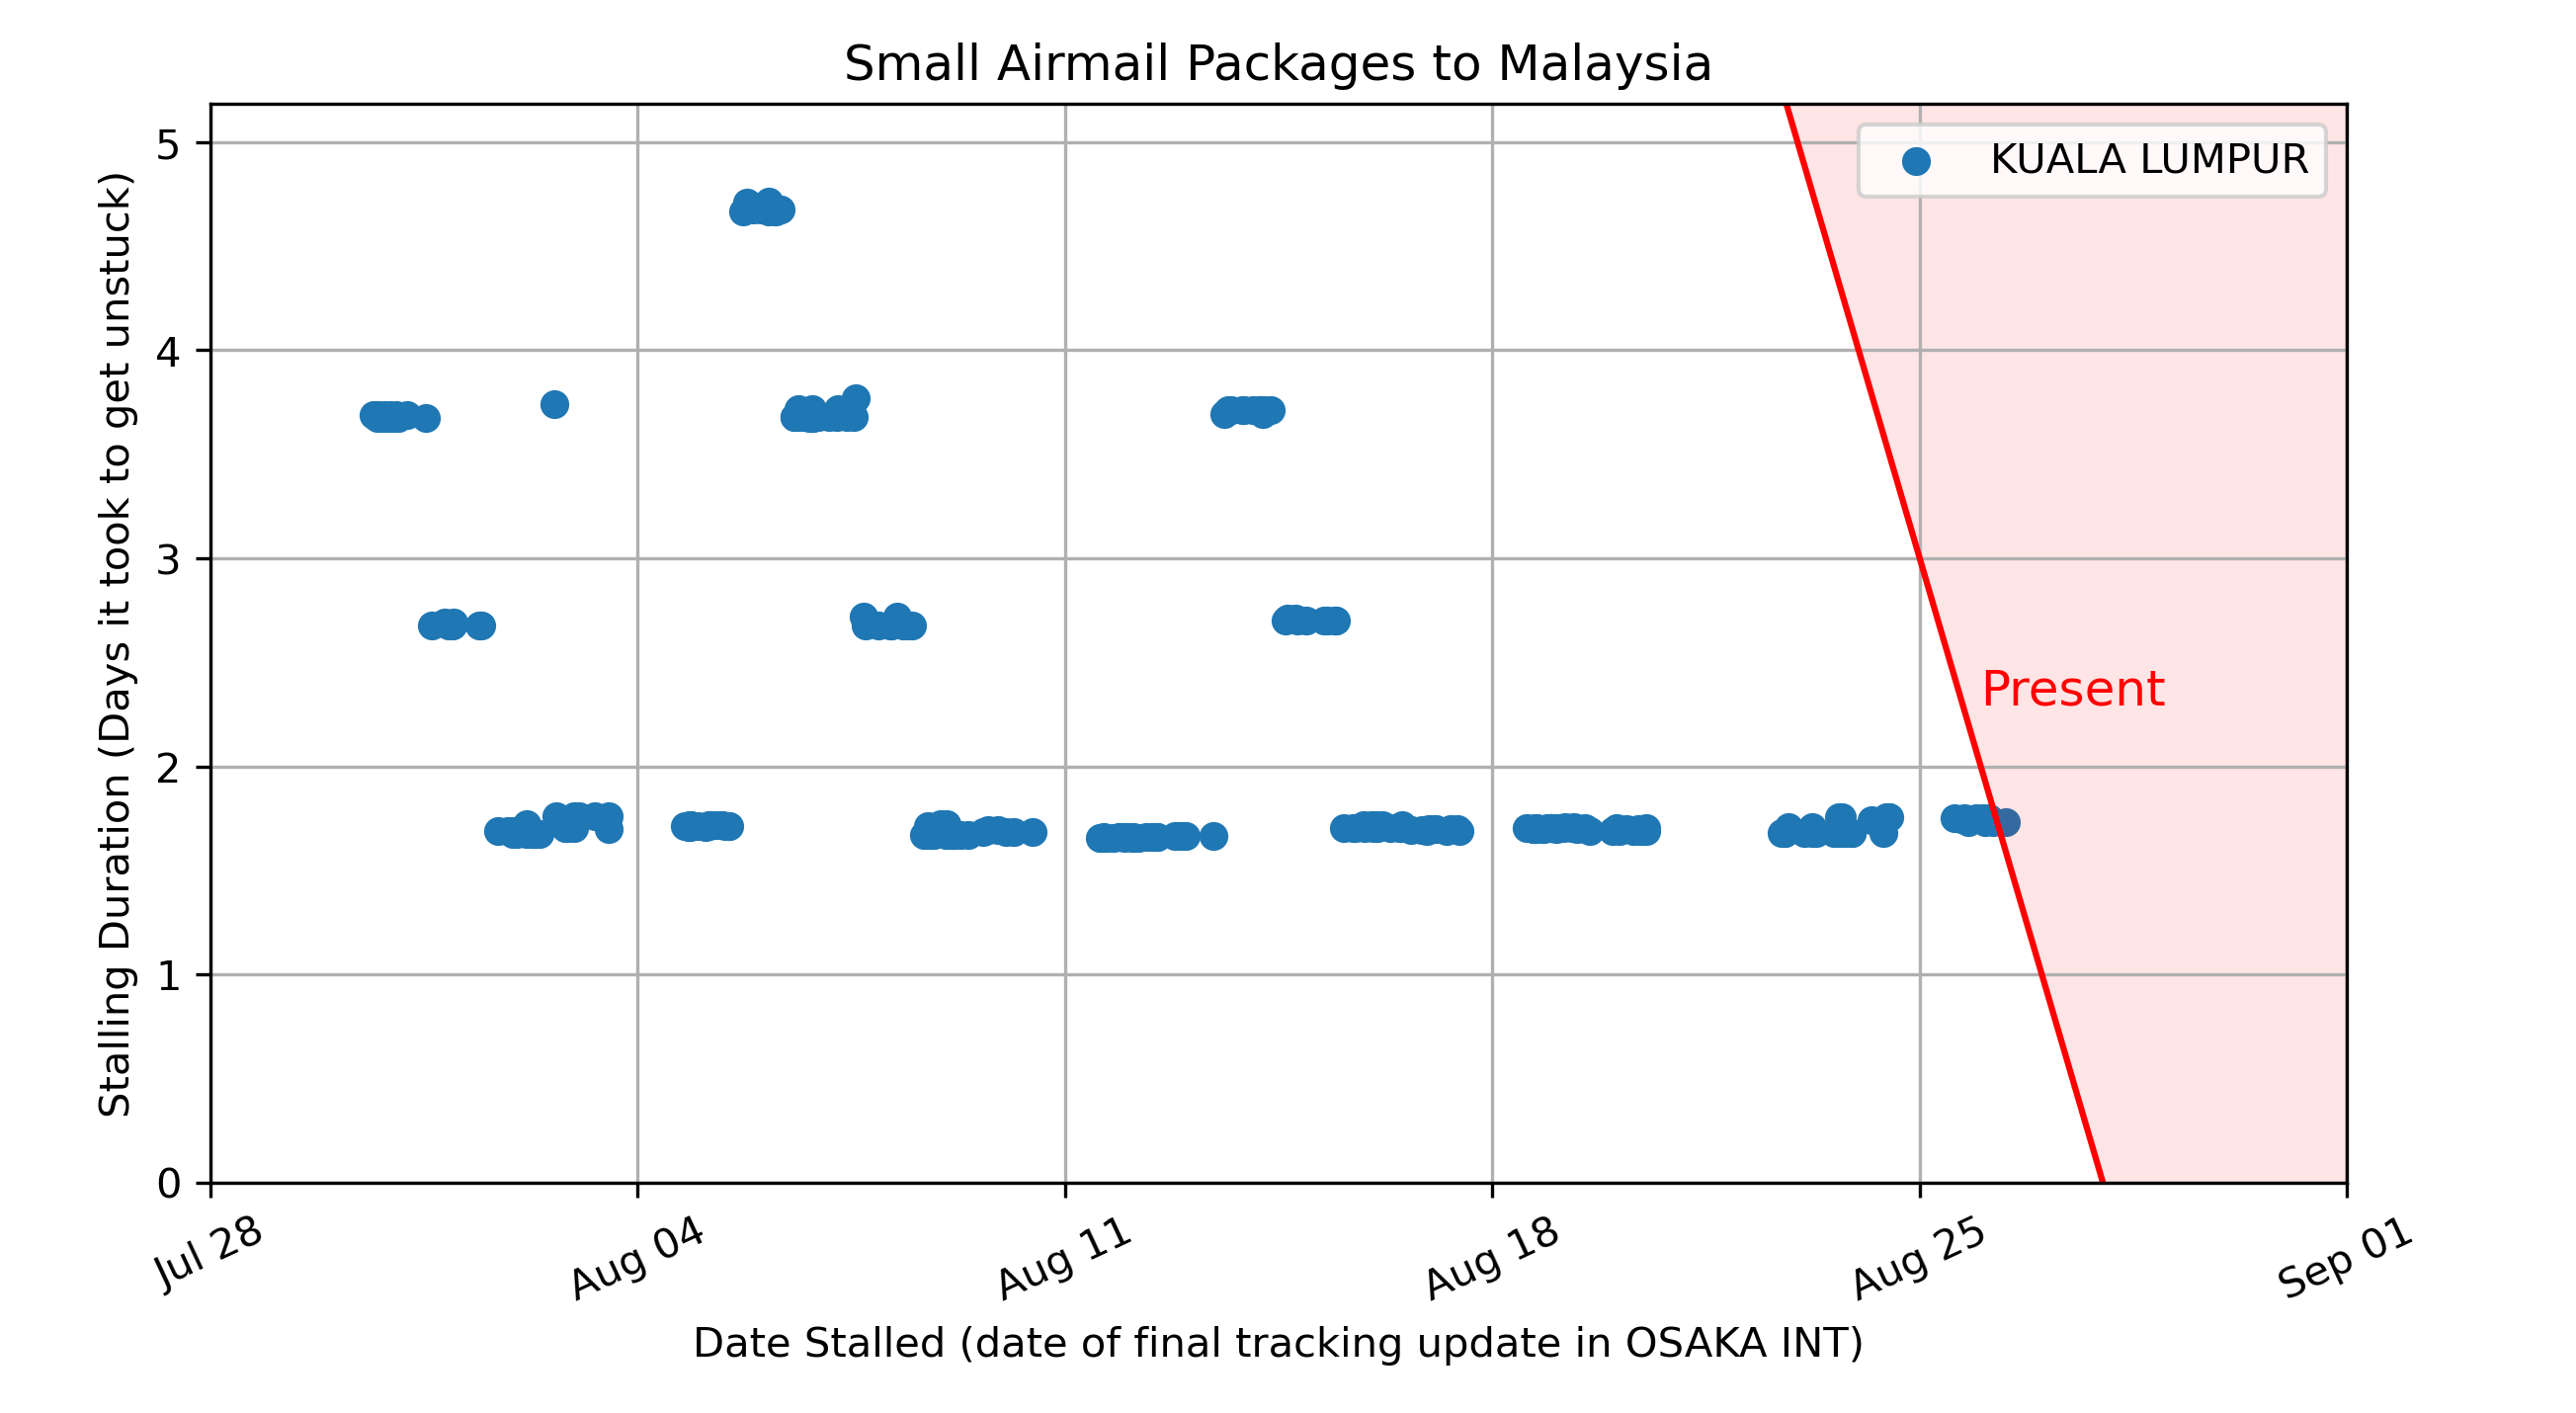 Small Airmail Packages to Malaysia
KUALA LUMPUR
Present
Stalling Duration (Days it took to get unstuck)
5
4
3
2
1
0
Jul 28
Aug 04
Aug 11
Aug 18
Aug 25
Sep 01
Date Stalled (date of final tracking update in OSAKA INT)